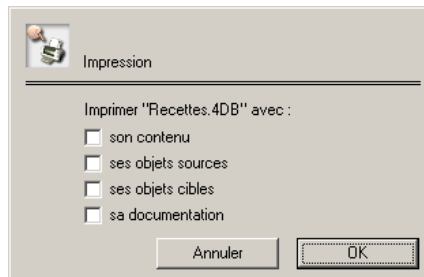 Impression
Imprimer "Recettes.4DB" avec :
son contenu
ses objets sources
ses objets cibles
sa documentation
Annuler
OK